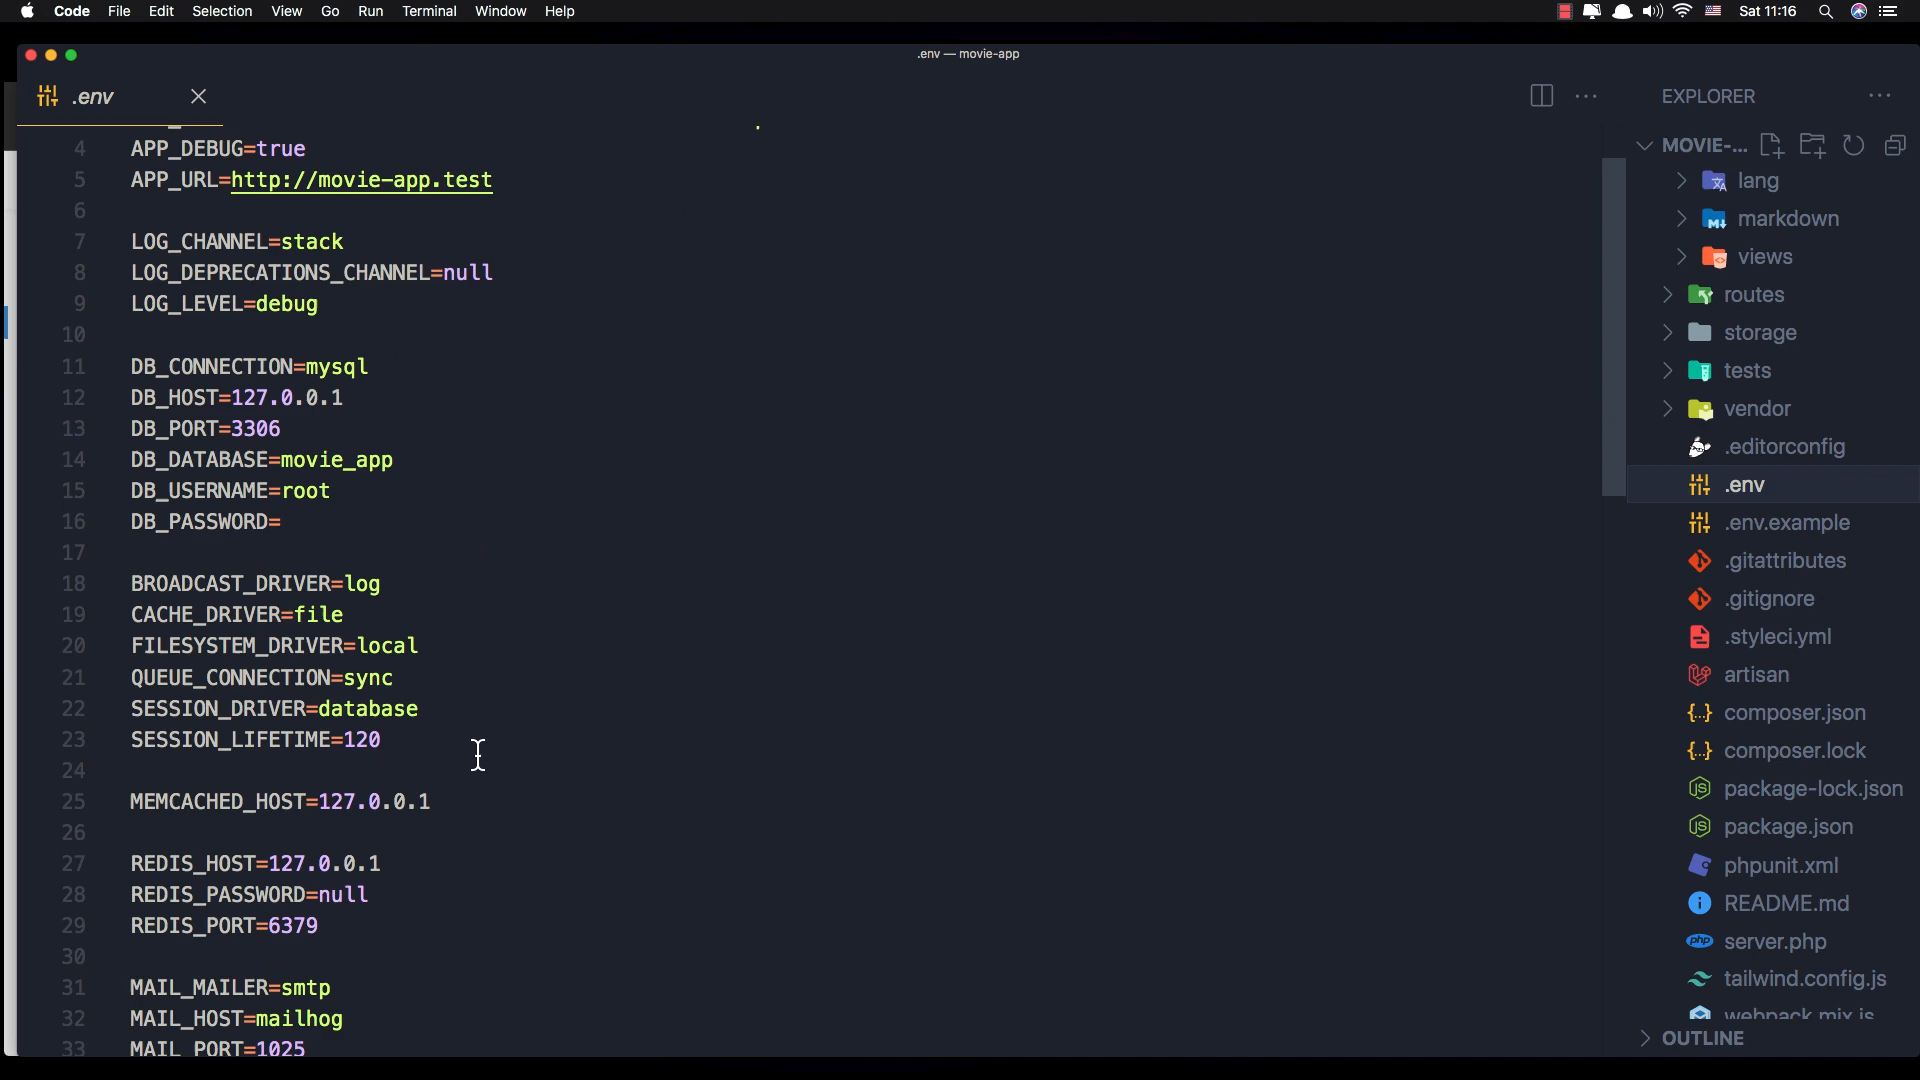 Code File Edit Selection View Go Run Terminal Window Help Sat 11:16
.env — movie-app
.env
4 APP_DEBUG=true
5 APP_URL=http://movie-app.test
6
7 LOG_CHANNEL=stack
8 LOG_DEPRECATIONS_CHANNEL=null
9 LOG_LEVEL=debug
10
11 DB_CONNECTION=mysql
12 DB_HOST=127.0.0.1
13 DB_PORT=3306
14 DB_DATABASE=movie_app
15 DB_USERNAME=root
16 DB_PASSWORD=
17
18 BROADCAST_DRIVER=log
19 CACHE_DRIVER=file
20 FILESYSTEM_DRIVER=local
21 QUEUE_CONNECTION=sync
22 SESSION_DRIVER=database
23 SESSION_LIFETIME=120
24
25 MEMCACHED_HOST=127.0.0.1
26
27 REDIS_HOST=127.0.0.1
28 REDIS_PASSWORD=null
29 REDIS_PORT=6379
30
31 MAIL_MAILER=smtp
32 MAIL_HOST=mailhog
33 MAIL_PORT=1025
EXPLORER
MOVIE-...
lang
markdown
views
routes
storage
tests
vendor
.editorconfig
.env
.env.example
.gitattributes
.gitignore
.styleci.yml
artisan
composer.json
composer.lock
package-lock.json
package.json
phpunit.xml
README.md
server.php
tailwind.config.js
webpack.mix.js
OUTLINE